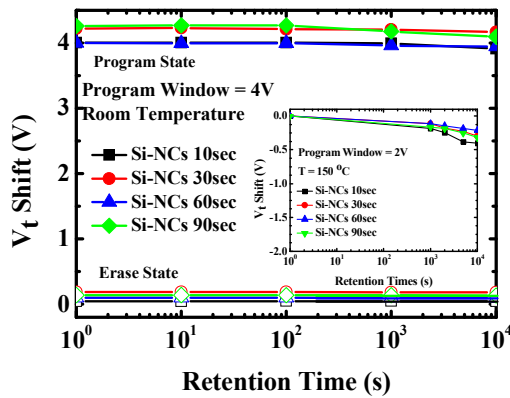 4
3
2
1
0
V_t Shift (V)
Program State
Program Window = 4V
Room Temperature
Si-NCs 10sec
Si-NCs 30sec
Si-NCs 60sec
Si-NCs 90sec
Erase State
10^0 10^1 10^2 10^3 10^4
Retention Time (s)
0.0
-0.5
-1.0
-1.5
-2.0
V_t Shift (V)
Program Window = 2V
T = 150 °C
Si-NCs 10sec
Si-NCs 30sec
Si-NCs 60sec
Si-NCs 90sec
10^0 10^1 10^2 10^3 10^4
Retention Times (s)